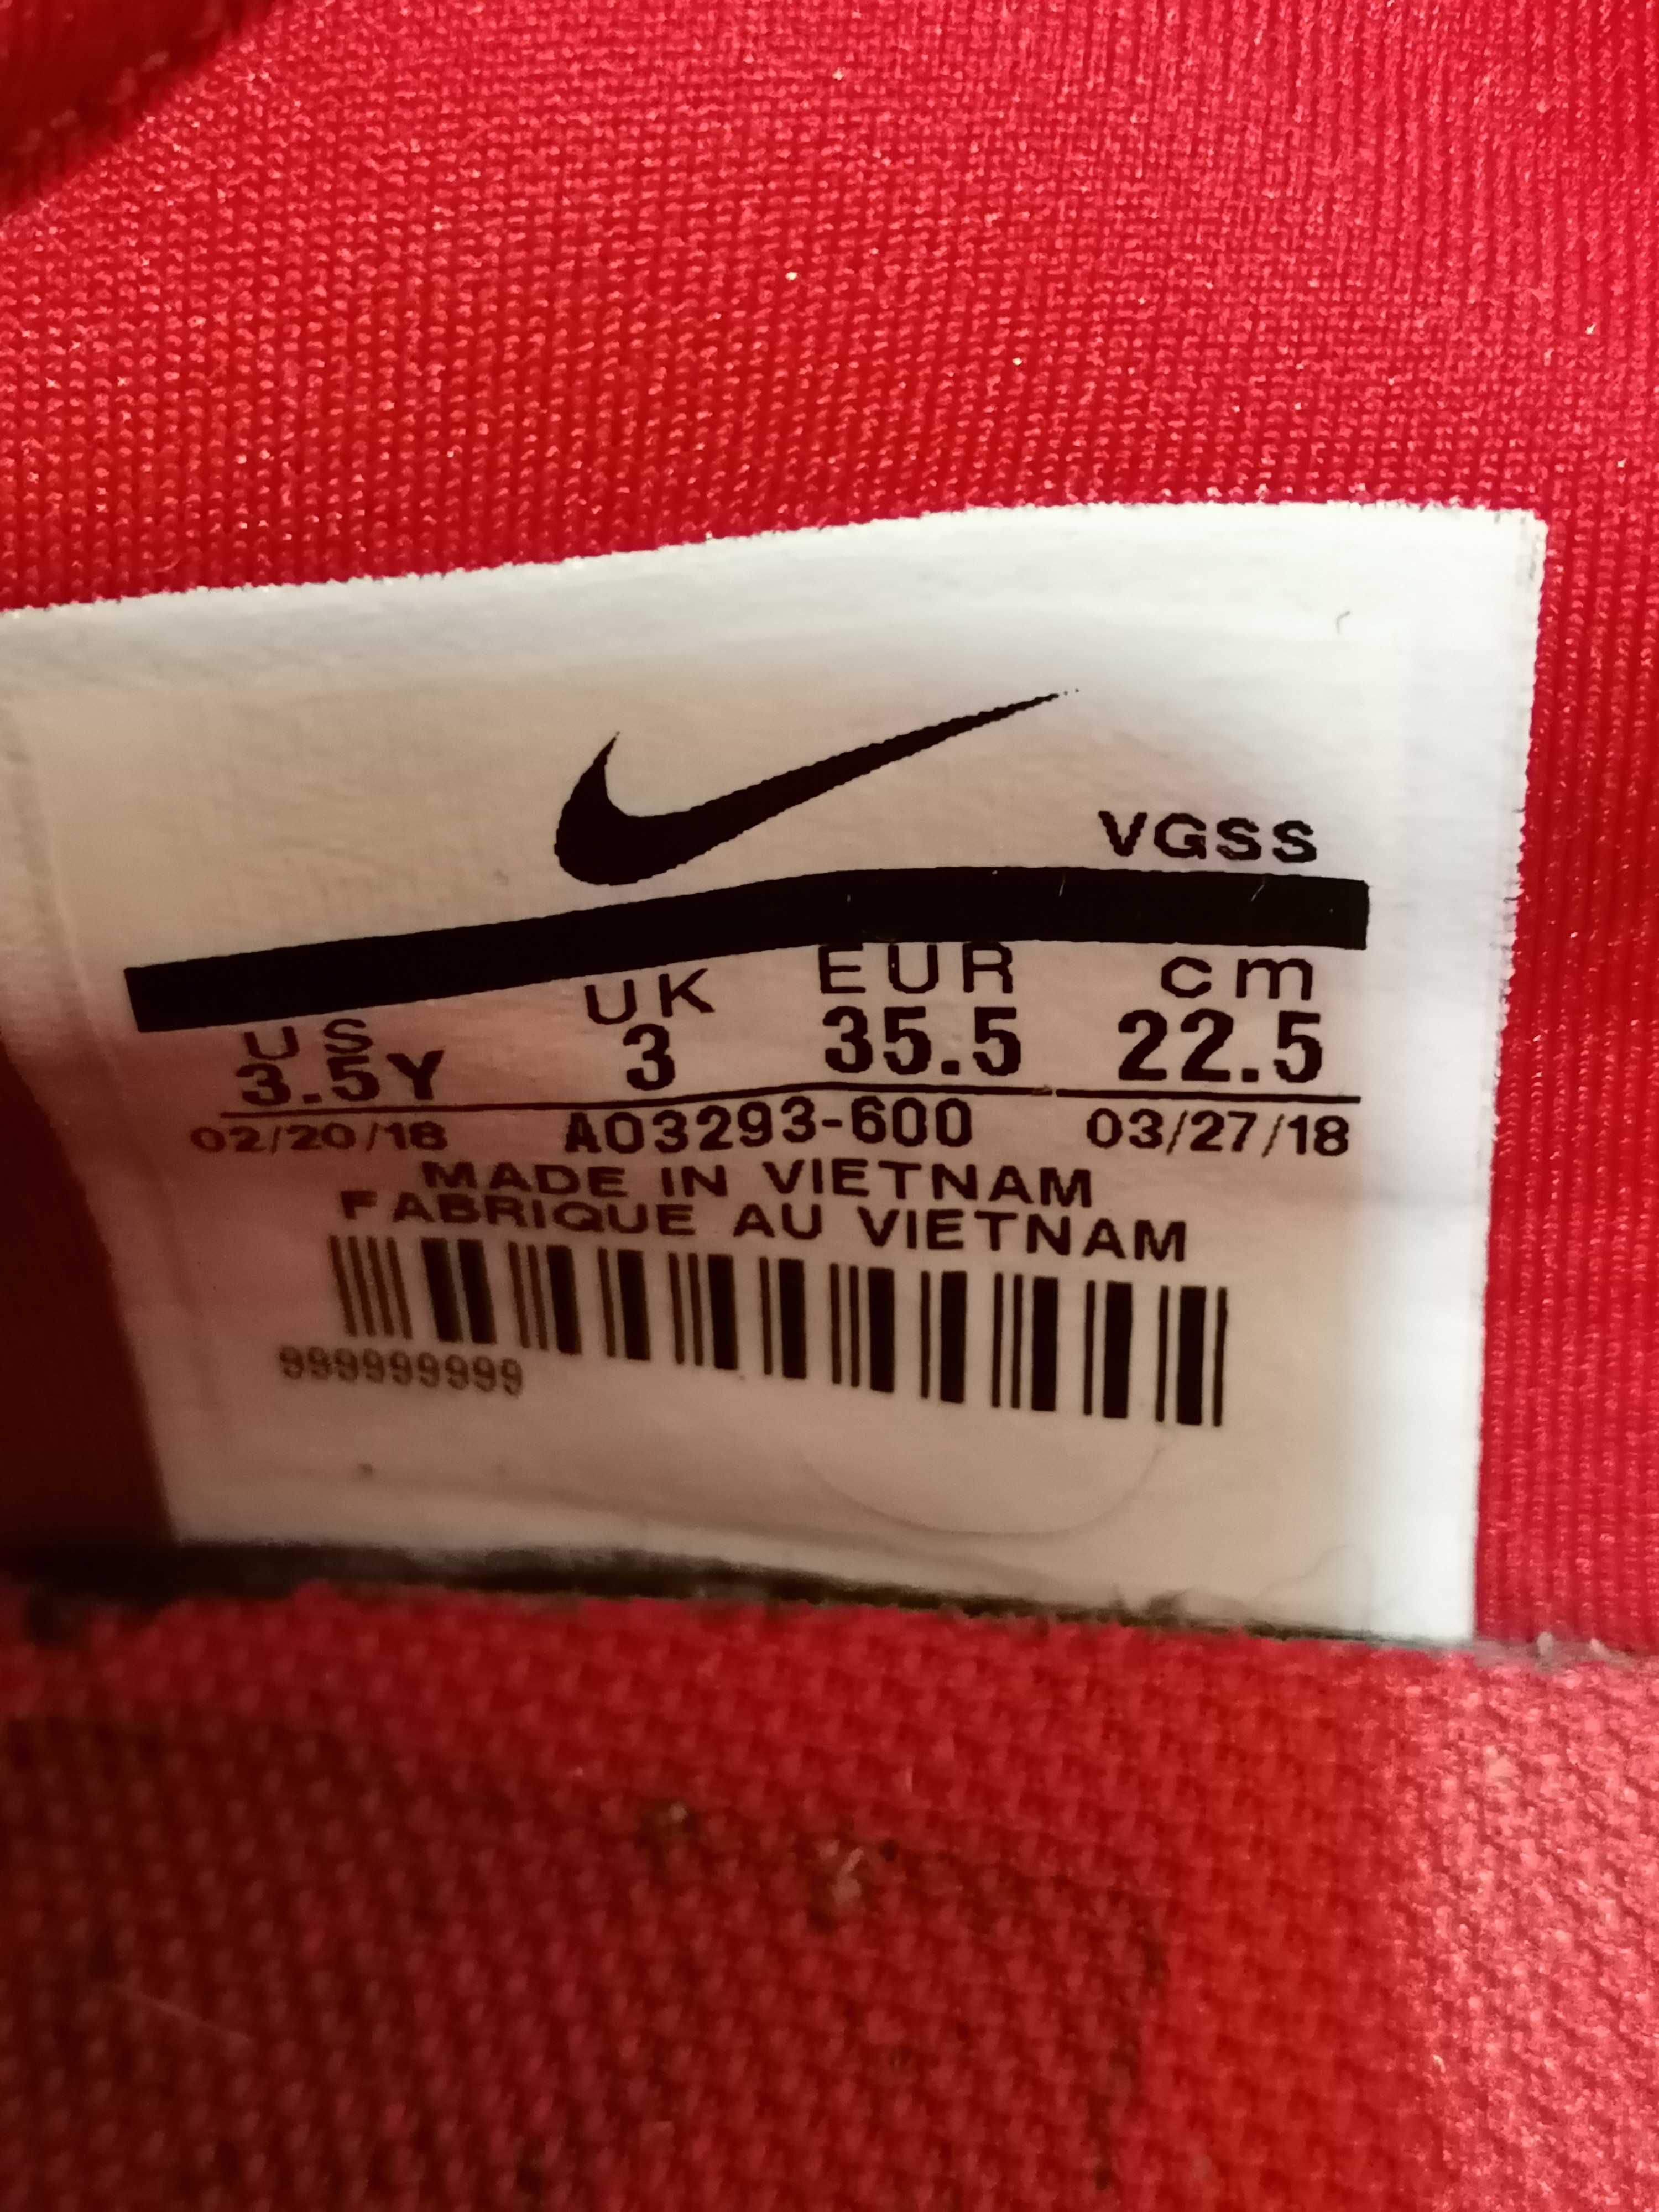 VGSS
US UK EUR cm
3.5Y 3 35.5 22.5
02/20/18 AO3293-600 03/27/18
MADE IN VIETNAM
FABRIQUE AU VIETNAM
999999999